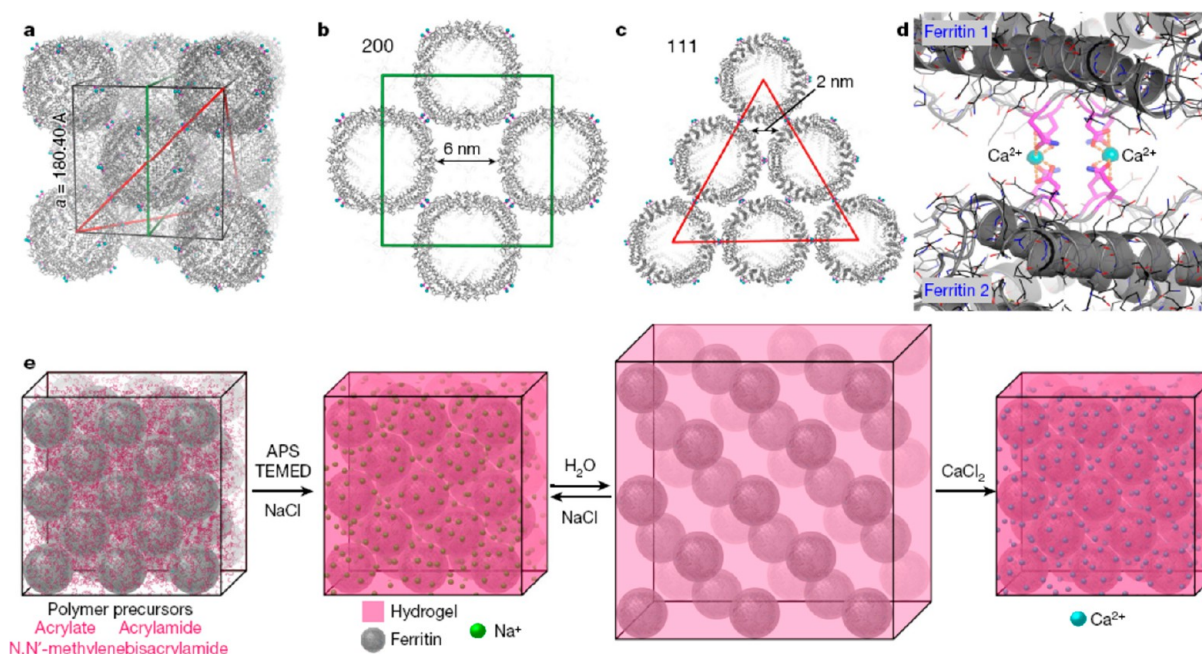 a
a = 180.40 Å
b
200
6 nm
c
111
2 nm
d
Ferritin 1
Ca²⁺
Ca²⁺
Ferritin 2
e
Polymer precursors
Acrylate Acrylamide
N,N′-methylenebisacrylamide
APS
TEMED
NaCl
Hydrogel
Ferritin
Na⁺
H₂O
NaCl
CaCl₂
Ca²⁺